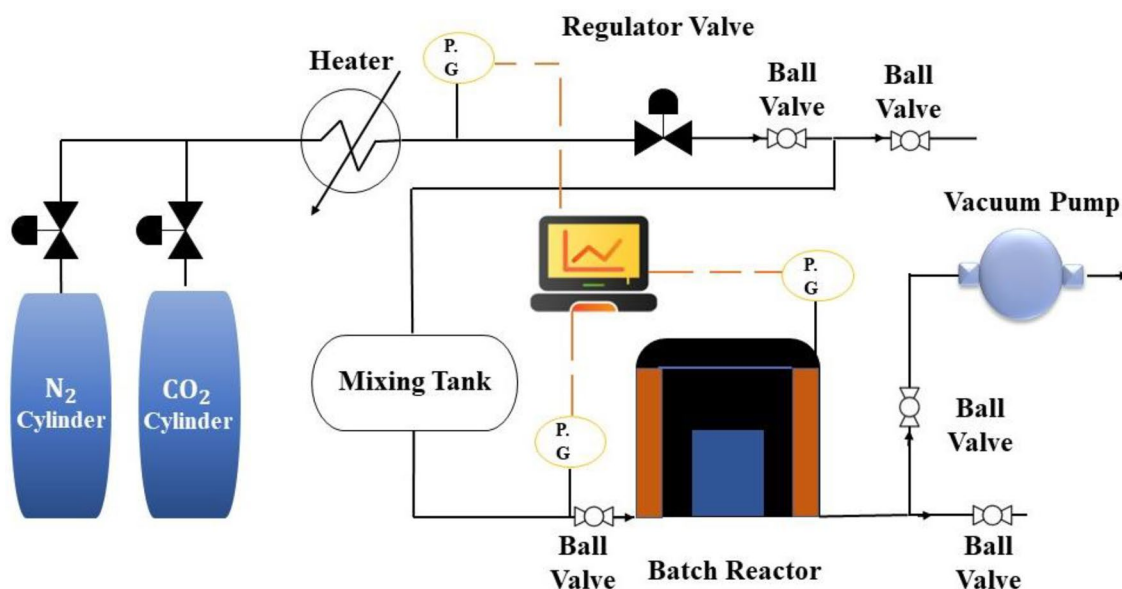 Regulator Valve
P.
G
Heater
Ball
Valve
Ball
Valve
Vacuum Pump
P.
G
N₂
Cylinder
CO₂
Cylinder
Mixing Tank
P.
G
Ball
Valve
Ball
Valve
Batch Reactor
Ball
Valve